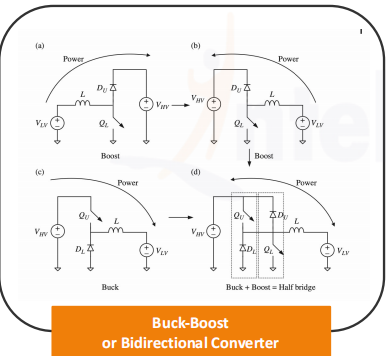 (a)
Power
L
D_U
V_LV
Q_L
V_HV
Boost
(b)
Power
D_U
L
V_HV
Q_L
V_LV
Boost
(c)
Power
Q_U
L
V_HV
D_L
V_LV
Buck
(d)
Power
Q_U
D_U
L
V_HV
D_L
Q_L
V_LV
Buck + Boost = Half bridge
Buck-Boost
or Bidirectional Converter